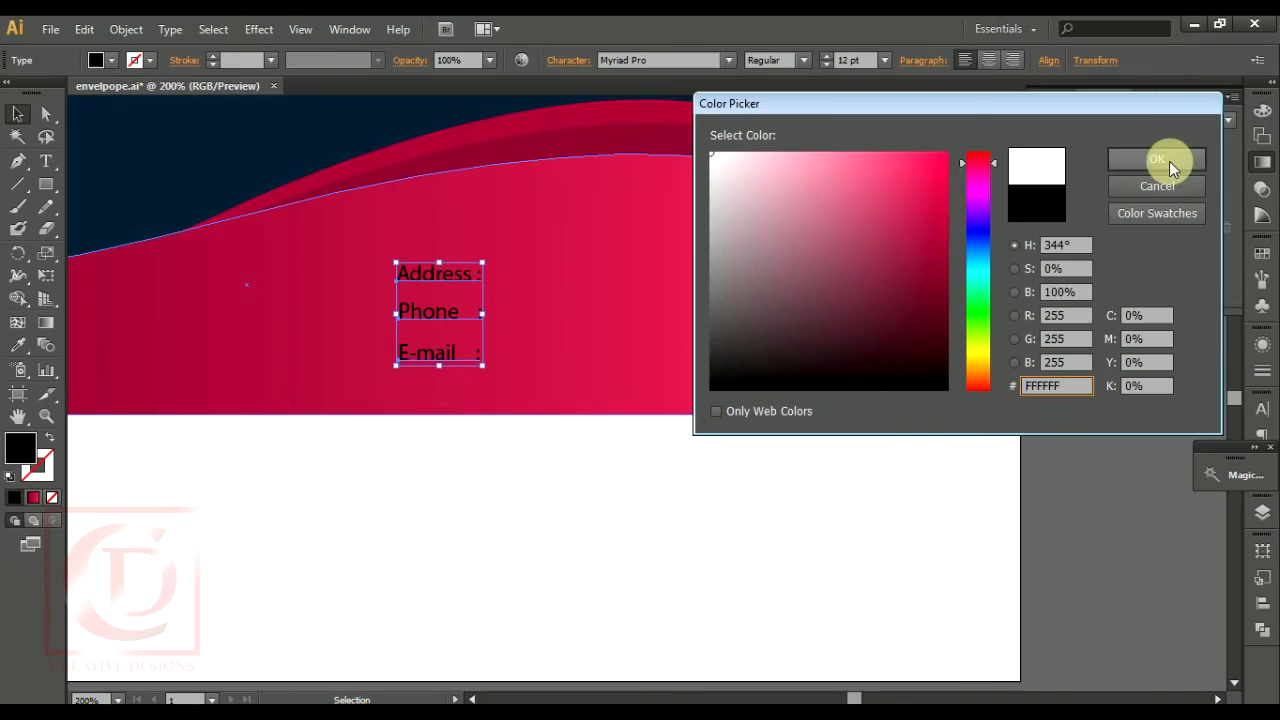 Ai File Edit Object Type Select Effect View Window Help Br Essentials
Type Stroke: Opacity: 100% Character: Myriad Pro Regular 12 pt Paragraph: Align Transform
envelpope.ai* @ 200% (RGB/Preview)
Color Picker
Select Color:
OK
Cancel
Color Swatches
H: 344°
S: 0%
B: 100%
R: 255 C: 0%
G: 255 M: 0%
B: 255 Y: 0%
# FFFFFF K: 0%
Only Web Colors
Address :
Phone :
E-mail :
Magic...
CREATIVE DESIGNS
200% 1 Selection